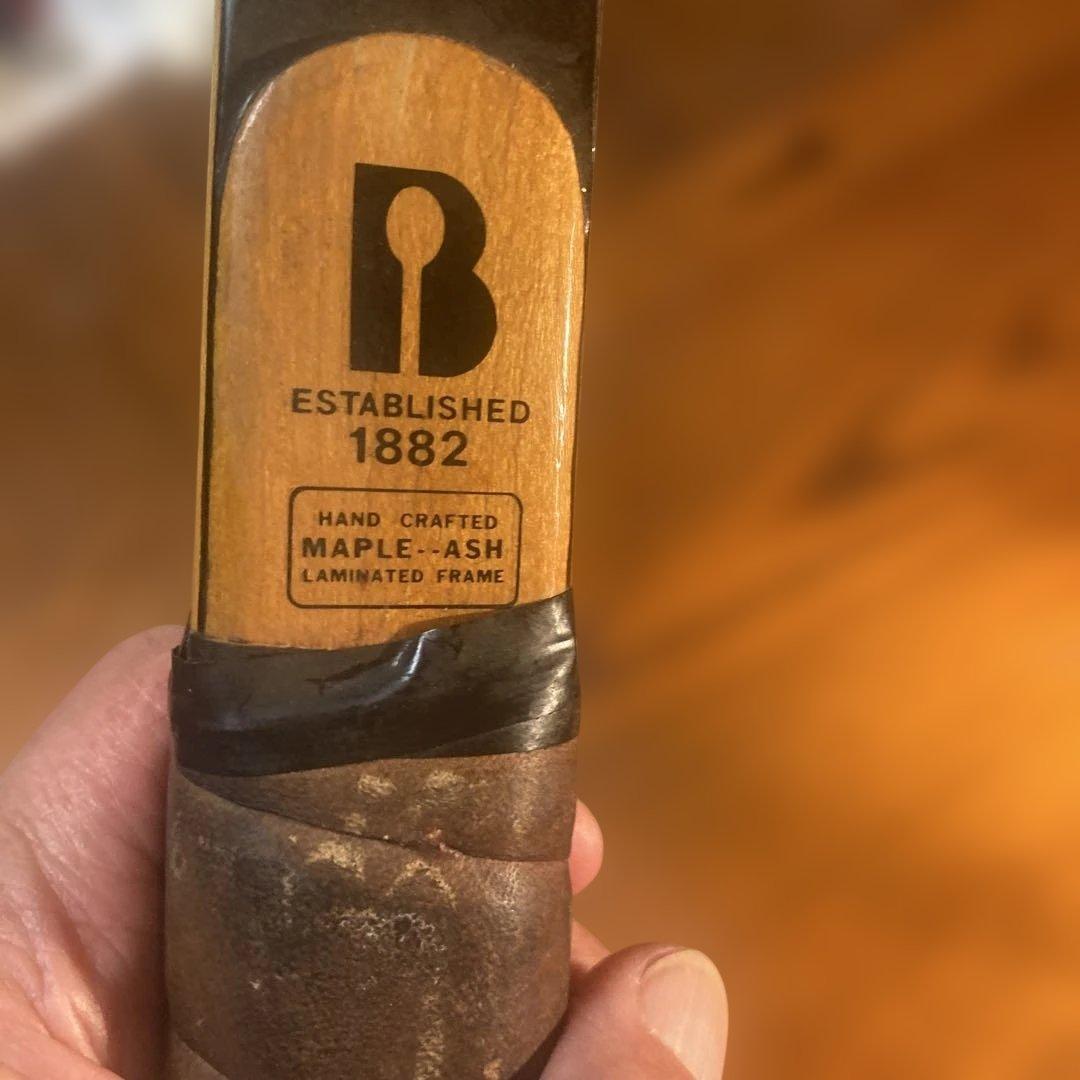 B
ESTABLISHED
1882
HAND CRAFTED
MAPLE--ASH
LAMINATED FRAME